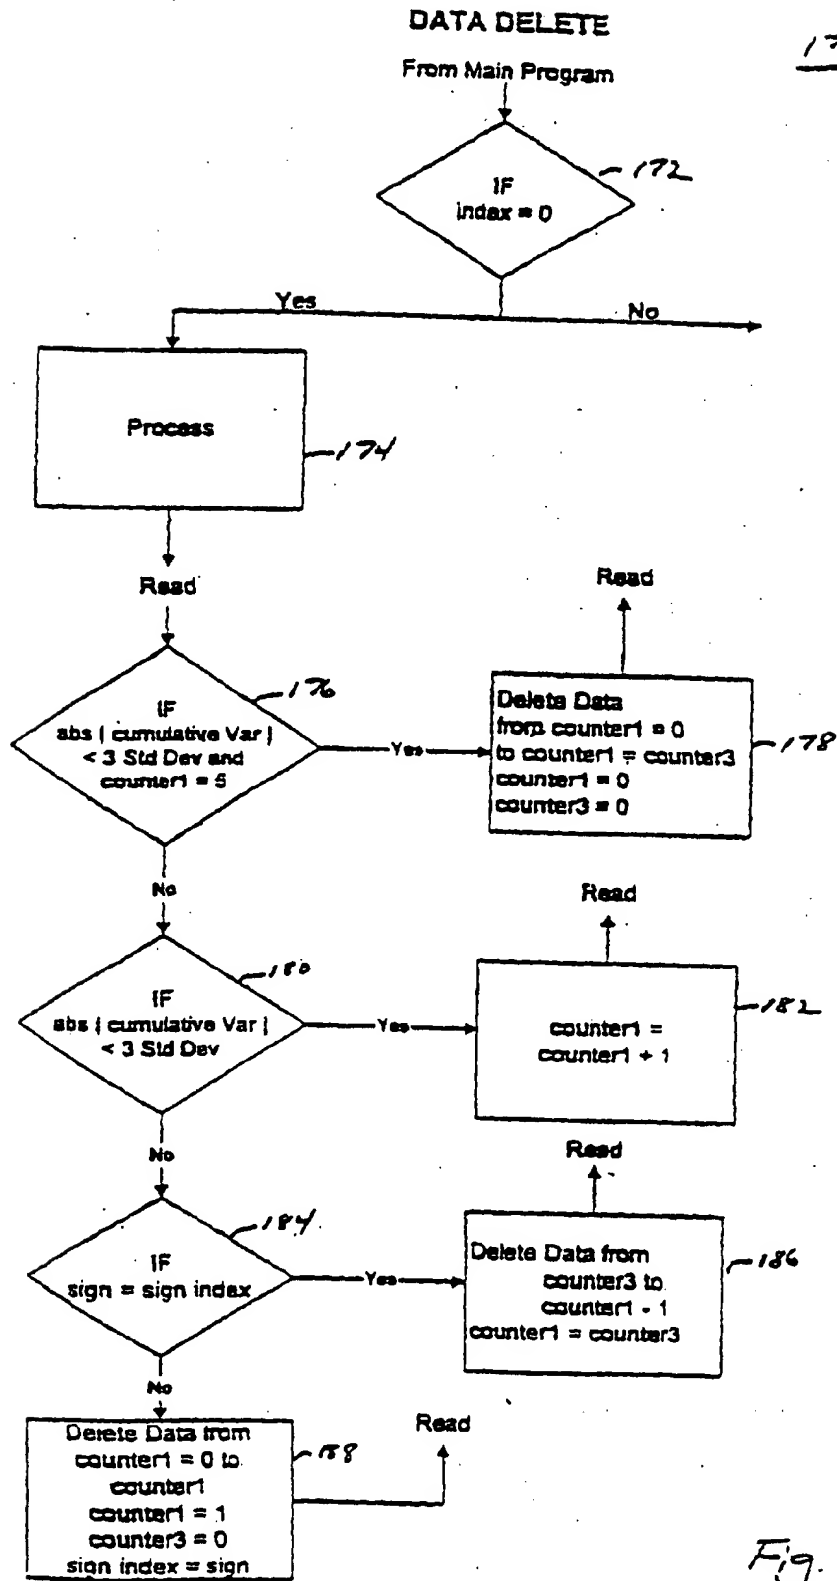 DATA DELETE
From Main Program
172
IF
index = 0
Yes
No
Process
174
Read
Read
IF
abs | cumulative Var |
< 3 Std Dev and
counter1 = 5
176
Yes
Delete Data
from counter1 = 0
to counter1 = counter3
counter1 = 0
counter3 = 0
178
No
Read
IF
abs | cumulative Var |
< 3 Std Dev
180
Yes
counter1 =
counter1 + 1
182
No
Read
IF
sign = sign index
184
Yes
Delete Data from
counter3 to
counter1 - 1
counter1 = counter3
186
No
Delete Data from
counter1 = 0 to
counter1
counter1 = 1
counter3 = 0
sign index = sign
188
Read
Fig.